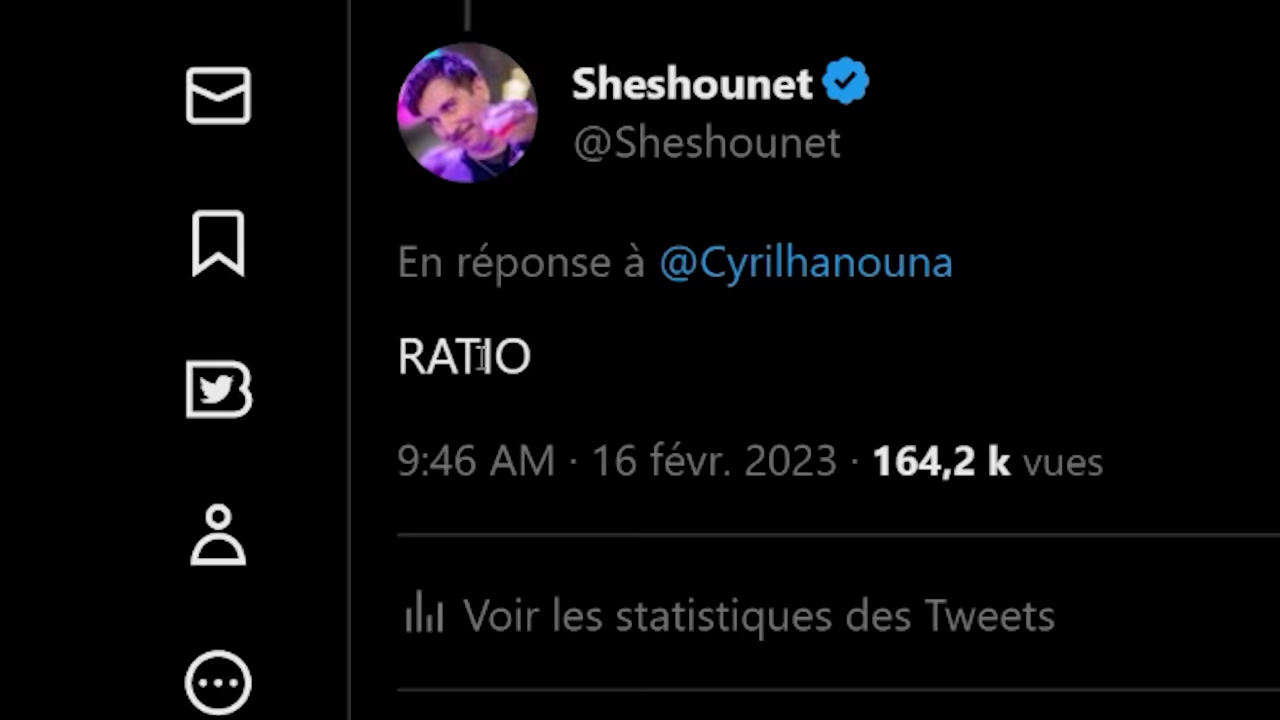 Sheshounet
@Sheshounet
En réponse à @Cyrilhanouna
RATIO
9:46 AM · 16 févr. 2023 · 164,2 k vues
Voir les statistiques des Tweets